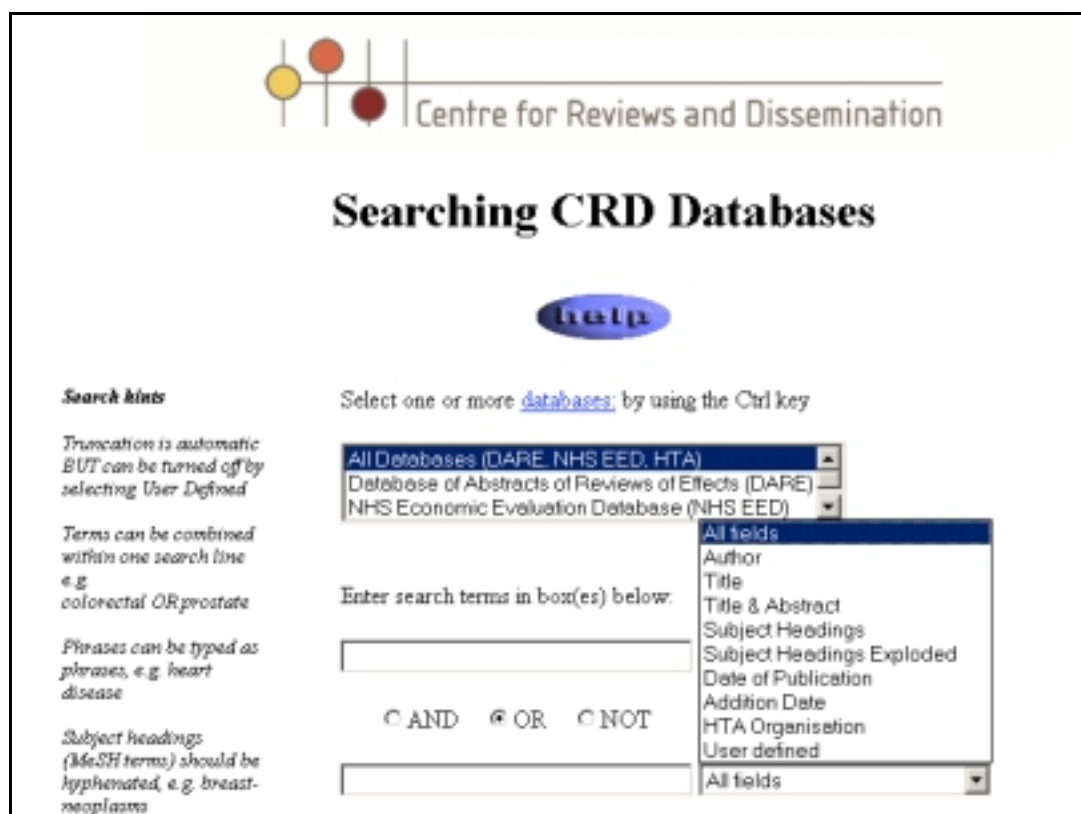 Centre for Reviews and Dissemination
Searching CRD Databases
help
Search hints
Truncation is automatic
BUT can be turned off by
selecting User Defined
Terms can be combined
within one search line
e.g.
colorectal OR prostate
Phrases can be typed as
phrases, e.g. heart
disease
Subject headings
(MeSH terms) should be
hyphenated, e.g. breast-
neoplasms
Select one or more databases: by using the Ctrl key
All Databases (DARE, NHS EED, HTA)
Database of Abstracts of Reviews of Effects (DARE)
NHS Economic Evaluation Database (NHS EED)
Enter search terms in box(es) below:
All fields
Author
Title
Title & Abstract
Subject Headings
Subject Headings Exploded
Date of Publication
Addition Date
HTA Organisation
User defined
AND OR NOT
All fields